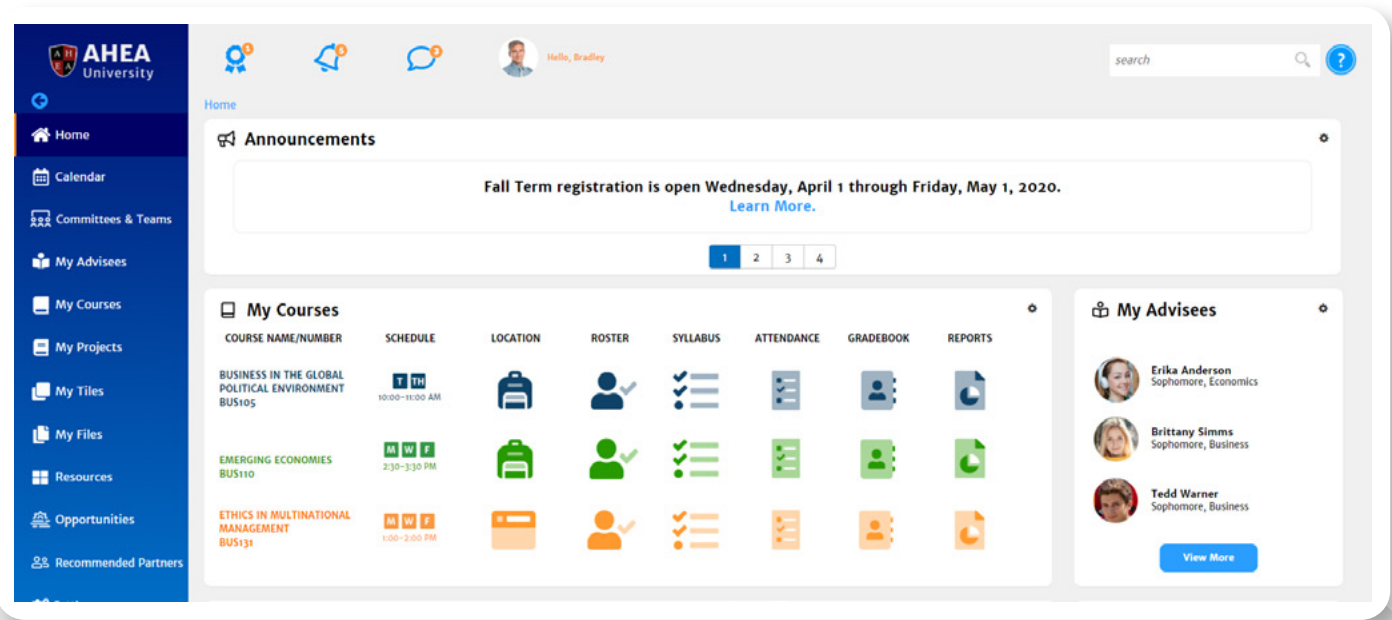 AHEA
University
1
6
3
Hello, Bradley
search
?
Home
Home
Calendar
Committees & Teams
My Advisees
My Courses
My Projects
My Tiles
My Files
Resources
Opportunities
Recommended Partners
Announcements
Fall Term registration is open Wednesday, April 1 through Friday, May 1, 2020.
Learn More.
1 2 3 4
My Courses
COURSE NAME/NUMBER SCHEDULE LOCATION ROSTER SYLLABUS ATTENDANCE GRADEBOOK REPORTS
BUSINESS IN THE GLOBAL
POLITICAL ENVIRONMENT
BUS105
T TH
10:00-11:00 AM
EMERGING ECONOMIES
BUS110
M W F
2:30-3:30 PM
ETHICS IN MULTINATIONAL
MANAGEMENT
BUS131
M W F
1:00-2:00 PM
My Advisees
Erika Anderson
Sophomore, Economics
Brittany Simms
Sophomore, Business
Tedd Warner
Sophomore, Business
View More